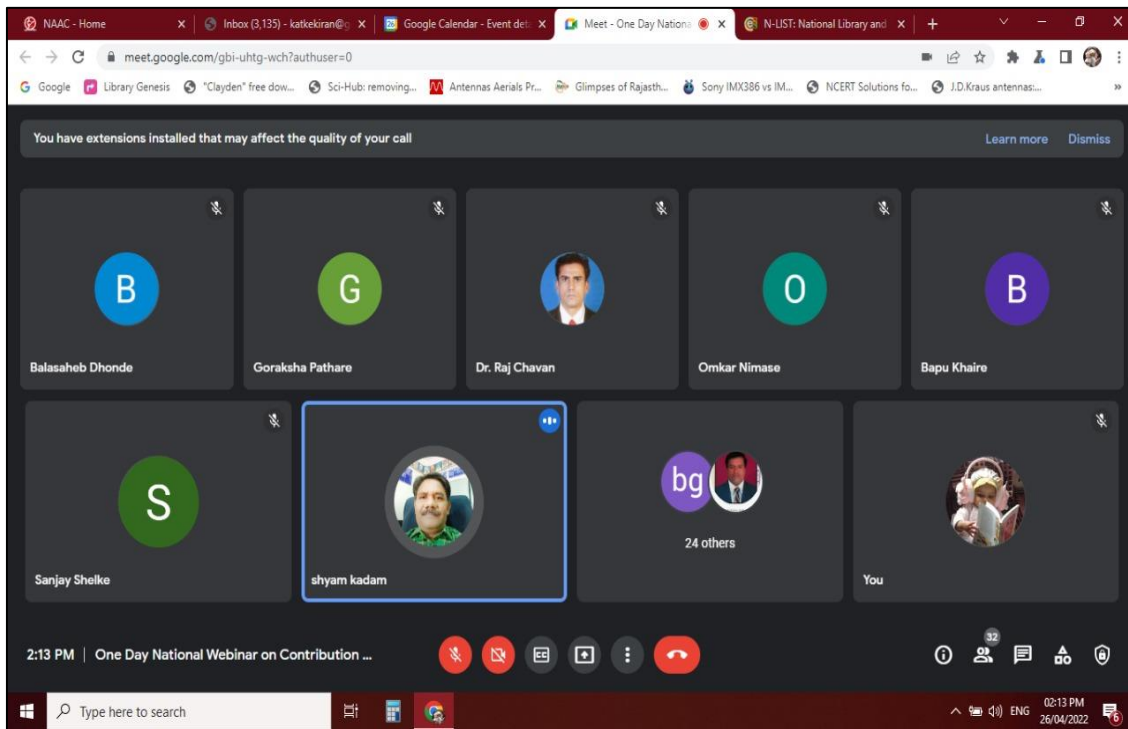 NAAC - Home
Inbox (3,135) - katkekiran@g
Google Calendar - Event deta
Meet - One Day Nationa
N-LIST: National Library and
meet.google.com/gbi-uhtg-wch?authuser=0
Google
Library Genesis
"Clayden" free dow...
Sci-Hub: removing...
Antennas Aerials Pr...
Glimpses of Rajasth...
Sony IMX386 vs IM...
NCERT Solutions fo...
J.D.Kraus antennas:...
You have extensions installed that may affect the quality of your call
Learn more
Dismiss
B
G
O
B
Balasaheb Dhonde
Goraksha Pathare
Dr. Raj Chavan
Omkar Nimase
Bapu Khaire
S
bg
24 others
Sanjay Shelke
shyam kadam
You
2:13 PM | One Day National Webinar on Contribution ...
CC
32
Type here to search
ENG
02:13 PM
26/04/2022
6